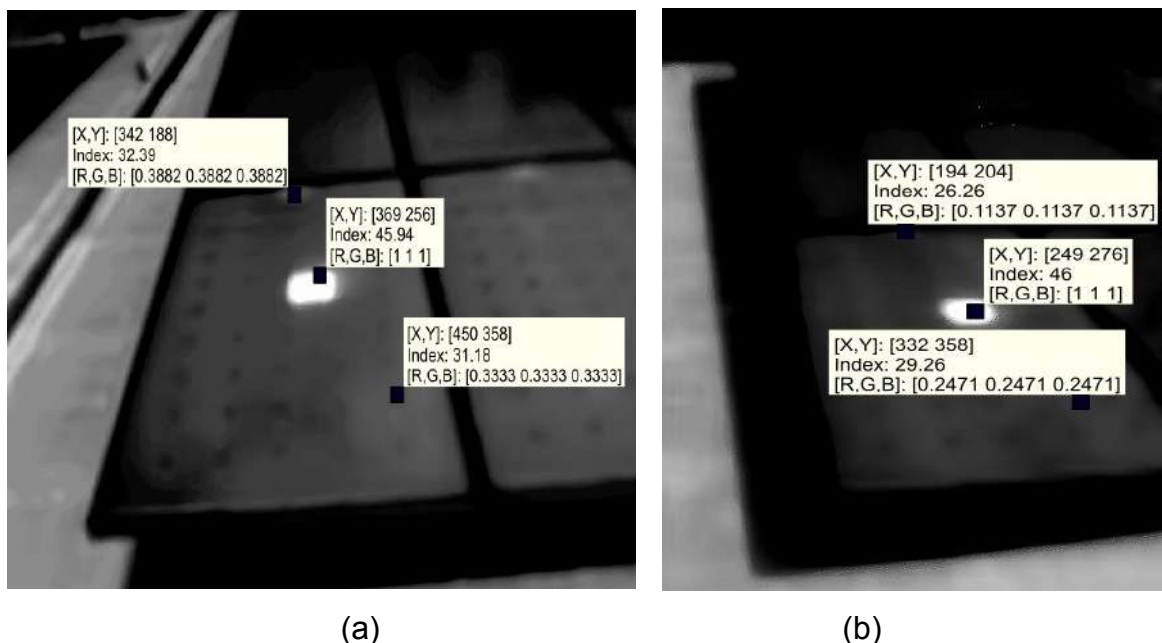 [X,Y]: [342 188]
Index: 32.39
[R,G,B]: [0.3882 0.3882 0.3882]
[X,Y]: [369 256]
Index: 45.94
[R,G,B]: [1 1 1]
[X,Y]: [450 358]
Index: 31.18
[R,G,B]: [0.3333 0.3333 0.3333]
(a)
[X,Y]: [194 204]
Index: 26.26
[R,G,B]: [0.1137 0.1137 0.1137]
[X,Y]: [249 276]
Index: 46
[R,G,B]: [1 1 1]
[X,Y]: [332 358]
Index: 29.26
[R,G,B]: [0.2471 0.2471 0.2471]
(b)